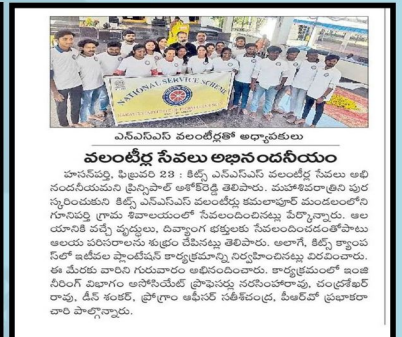 NATIONAL SERVICE SCHEME
ఎన్ఎస్ఎస్ వలంటీర్లతో అధ్యాపకులు
వలంటీర్ల సేవలు అభినందనీయం
హసన్‌పర్తి, ఫిబ్రవరి 23 : కిట్స్ ఎన్ఎస్ఎస్ వలంటీర్ల సేవలు అభి
నందనీయమని ప్రిన్సిపాల్ అశోక్‌రెడ్డి తెలిపారు. మహాశివరాత్రిని పుర
స్కరించుకుని కిట్స్ ఎన్ఎస్ఎస్ వలంటీర్లు కమలాపూర్ మండలంలోని
గూనిపర్తి గ్రామ శివాలయంలో సేవలందించినట్లు పేర్కొన్నారు. ఆల
యానికి వచ్చే వృద్ధులు, దివ్యాంగ భక్తులకు సేవలందించడంతోపాటు
ఆలయ పరిసరాలను శుభ్రం చేపినట్లు తెలిపారు. అలాగే, కిట్స్ క్యాంప
స్‌లో ఇటీవల ప్లాంటేషన్ కార్యక్రమాన్ని నిర్వహించినట్లు వివరించారు.
ఈ మేరకు వారిని గురువారం అభినందించారు. కార్యక్రమంలో ఇంజి
నీరింగ్ విభాగం అసోసియేట్ ప్రొఫెసర్లు నరసింహారావు, చంద్రశేఖర్
రావు, డీన్ శంకర్, ప్రోగ్రాం ఆఫీసర్ సతీశ్‌చంద్ర, పీఆర్‌వో ప్రభాకరా
చారి పాల్గొన్నారు.